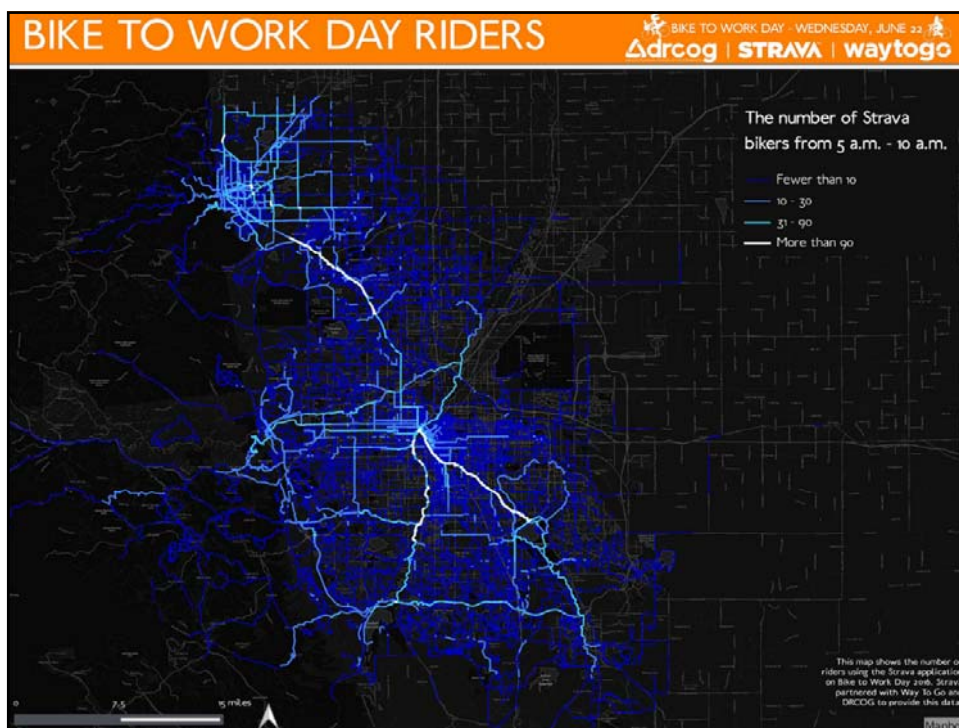 BIKE TO WORK DAY RIDERS
BIKE TO WORK DAY - WEDNESDAY, JUNE 22
drcog | STRAVA | waytogo
The number of Strava
bikers from 5 a.m. - 10 a.m.
Fewer than 10
10 - 30
31 - 90
More than 90
This map shows the number o
riders using the Strava application
on Bike to Work Day 2016. Strava
partnered with Way To Go and
DRCOG to provide this data
0 7.5 15 miles
Mapbo